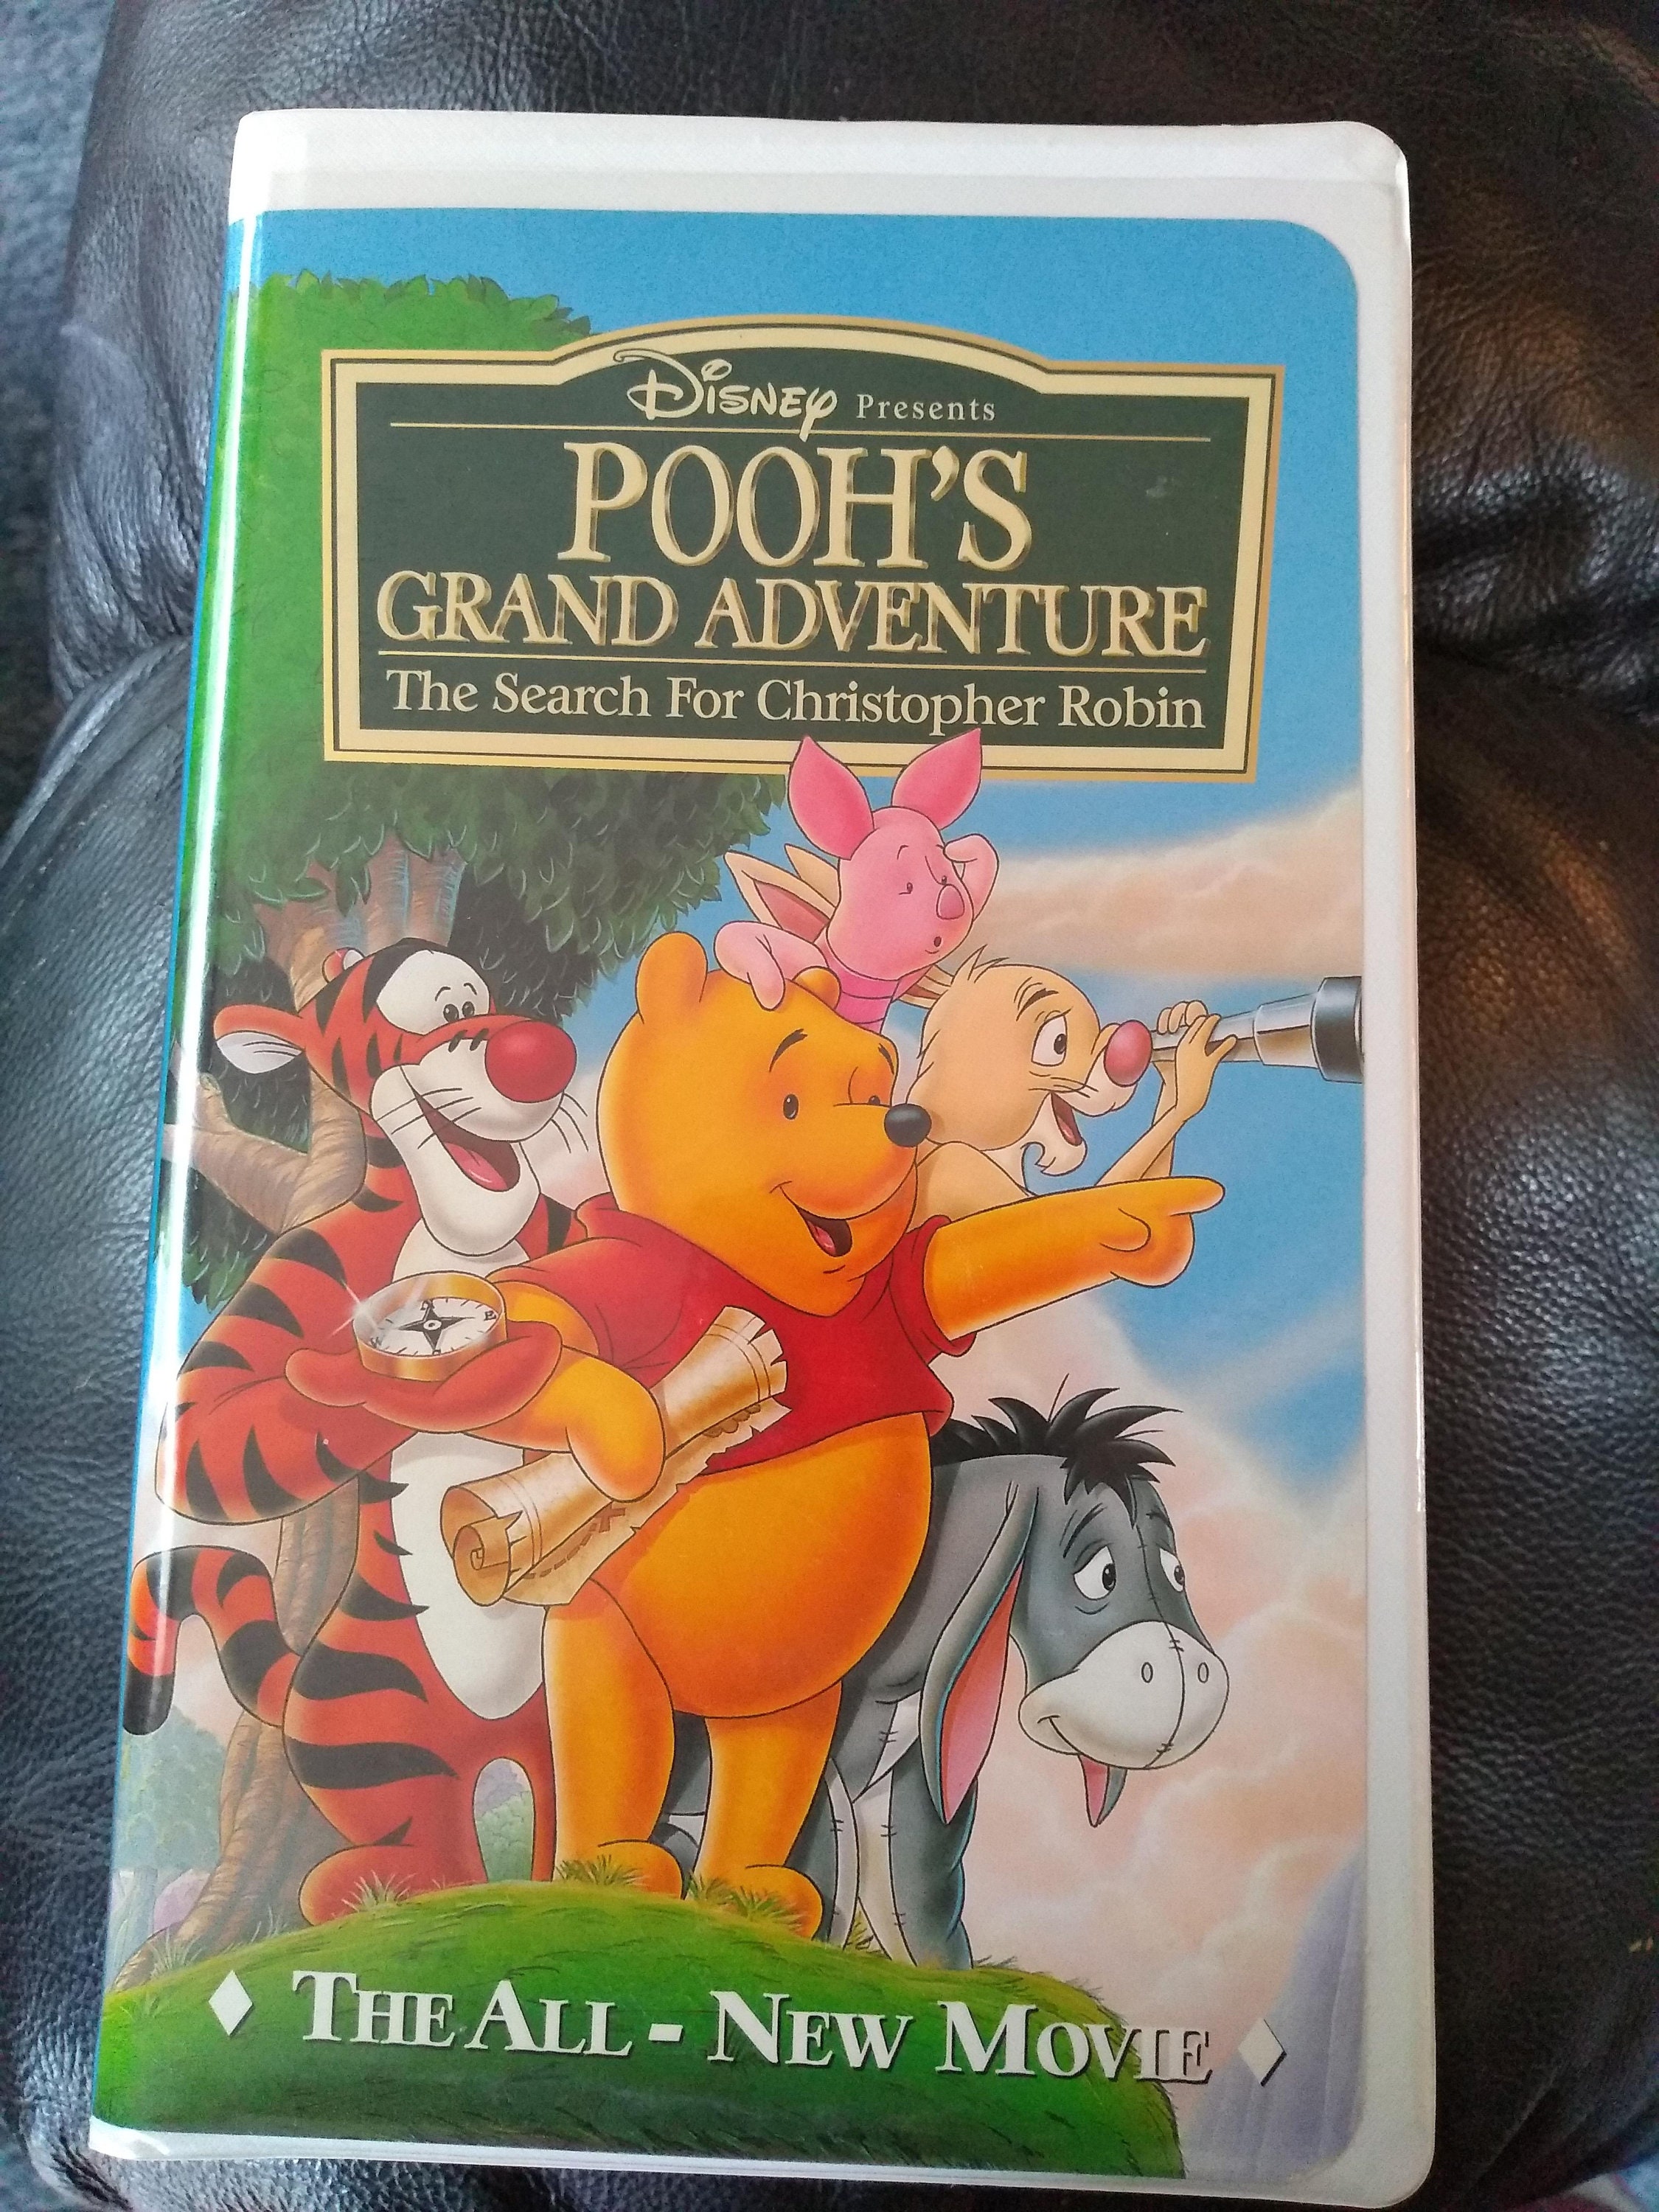 Disney Presents
POOH'S
GRAND ADVENTURE
The Search For Christopher Robin
THE ALL-NEW MOVIE